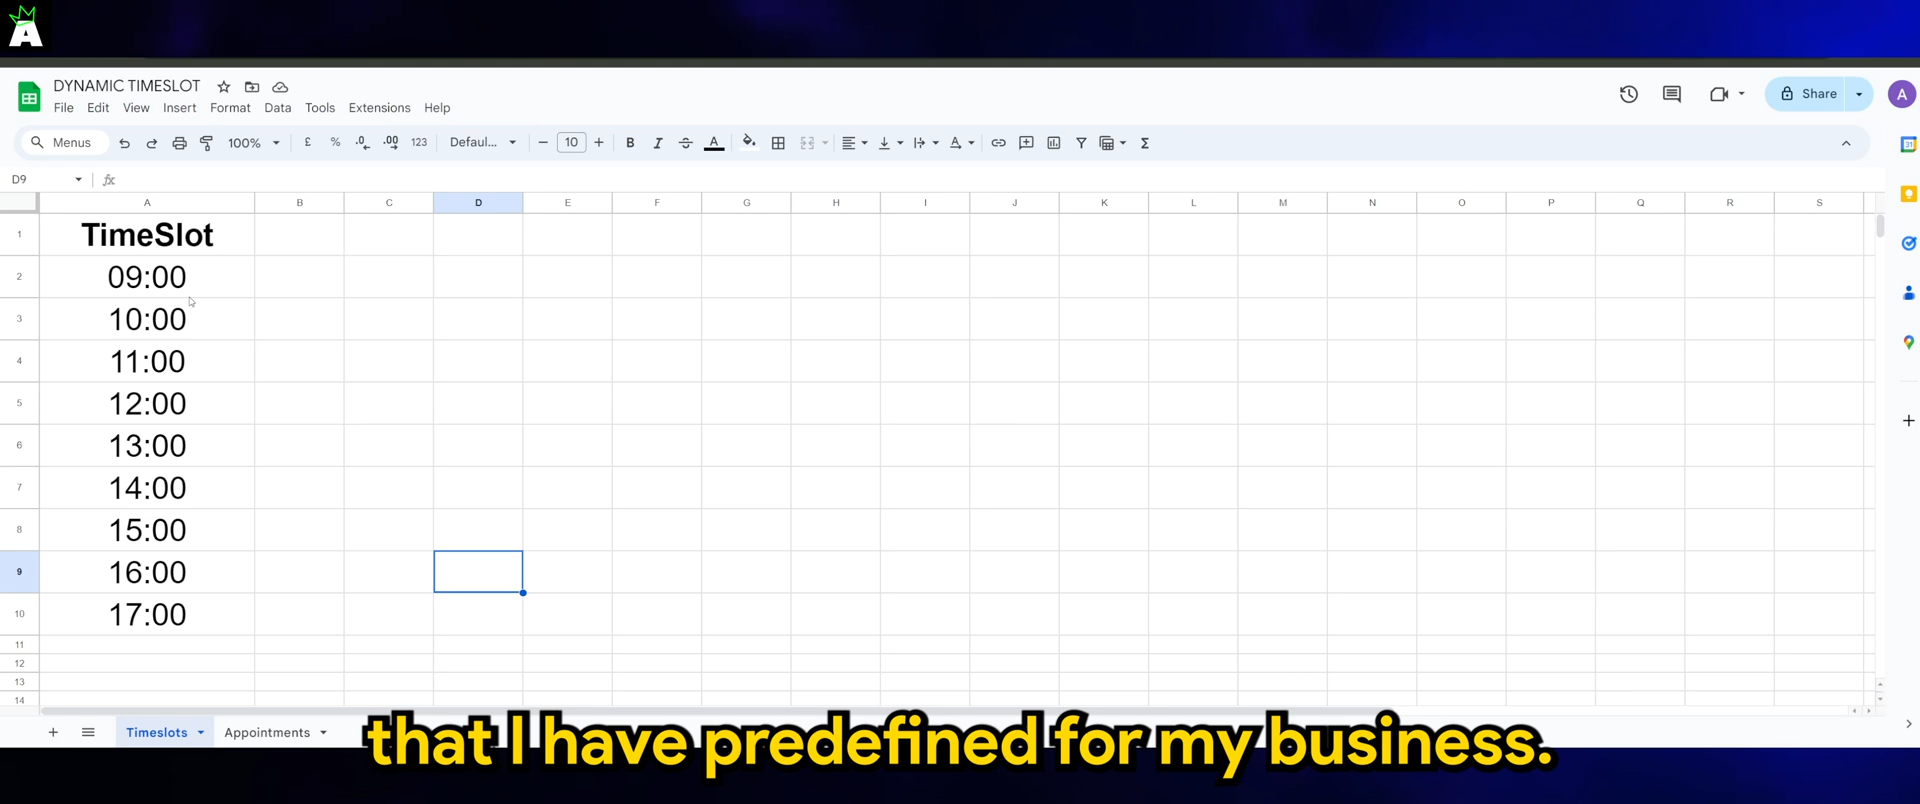 A
DYNAMIC TIMESLOT
File Edit View Insert Format Data Tools Extensions Help
Share
A
Menus
100%
£ % .0 .00 123
Defaul...
10
B I S A
A
Σ
31
D9
fx
A B C D E F G H I J K L M N O P Q R S
1 TimeSlot
2 09:00
3 10:00
4 11:00
5 12:00
6 13:00
7 14:00
8 15:00
9 16:00
10 17:00
11
12
13
14
Timeslots
Appointments
that I have predefined for my business.